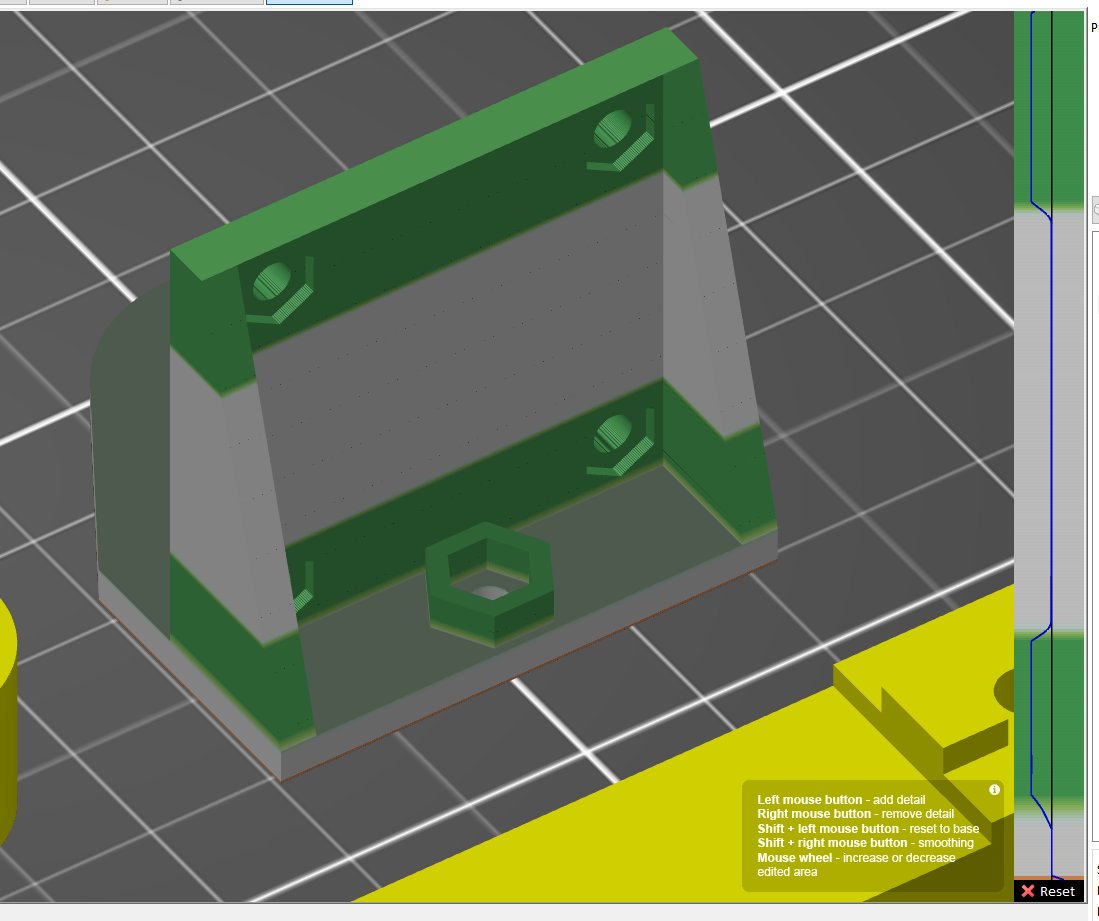 P
Left mouse button - add detail
Right mouse button - remove detail
Shift + left mouse button - reset to base
Shift + right mouse button - smoothing
Mouse wheel - increase or decrease
edited area
Reset